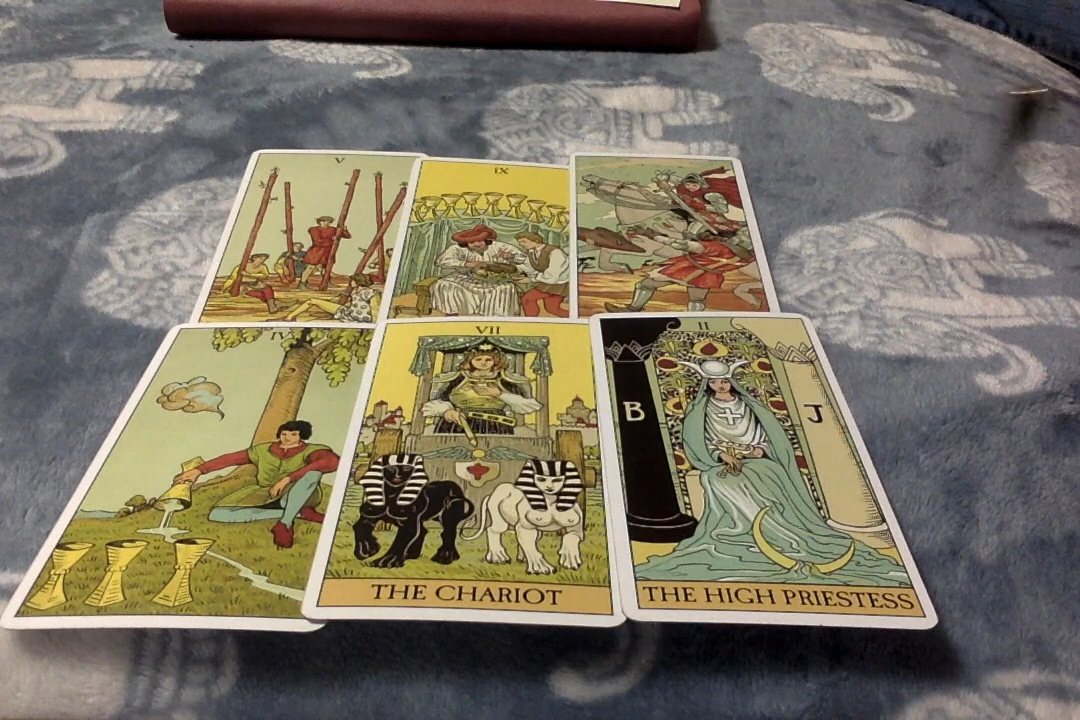 V
IX
IV
VII
II
B
J
THE CHARIOT
THE HIGH PRIESTESS